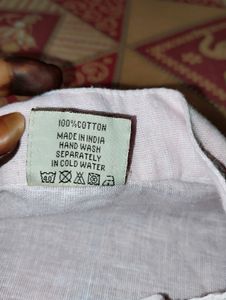 100%COTTON
MADE IN INDIA
HAND WASH
SEPARATELY
IN COLD WATER